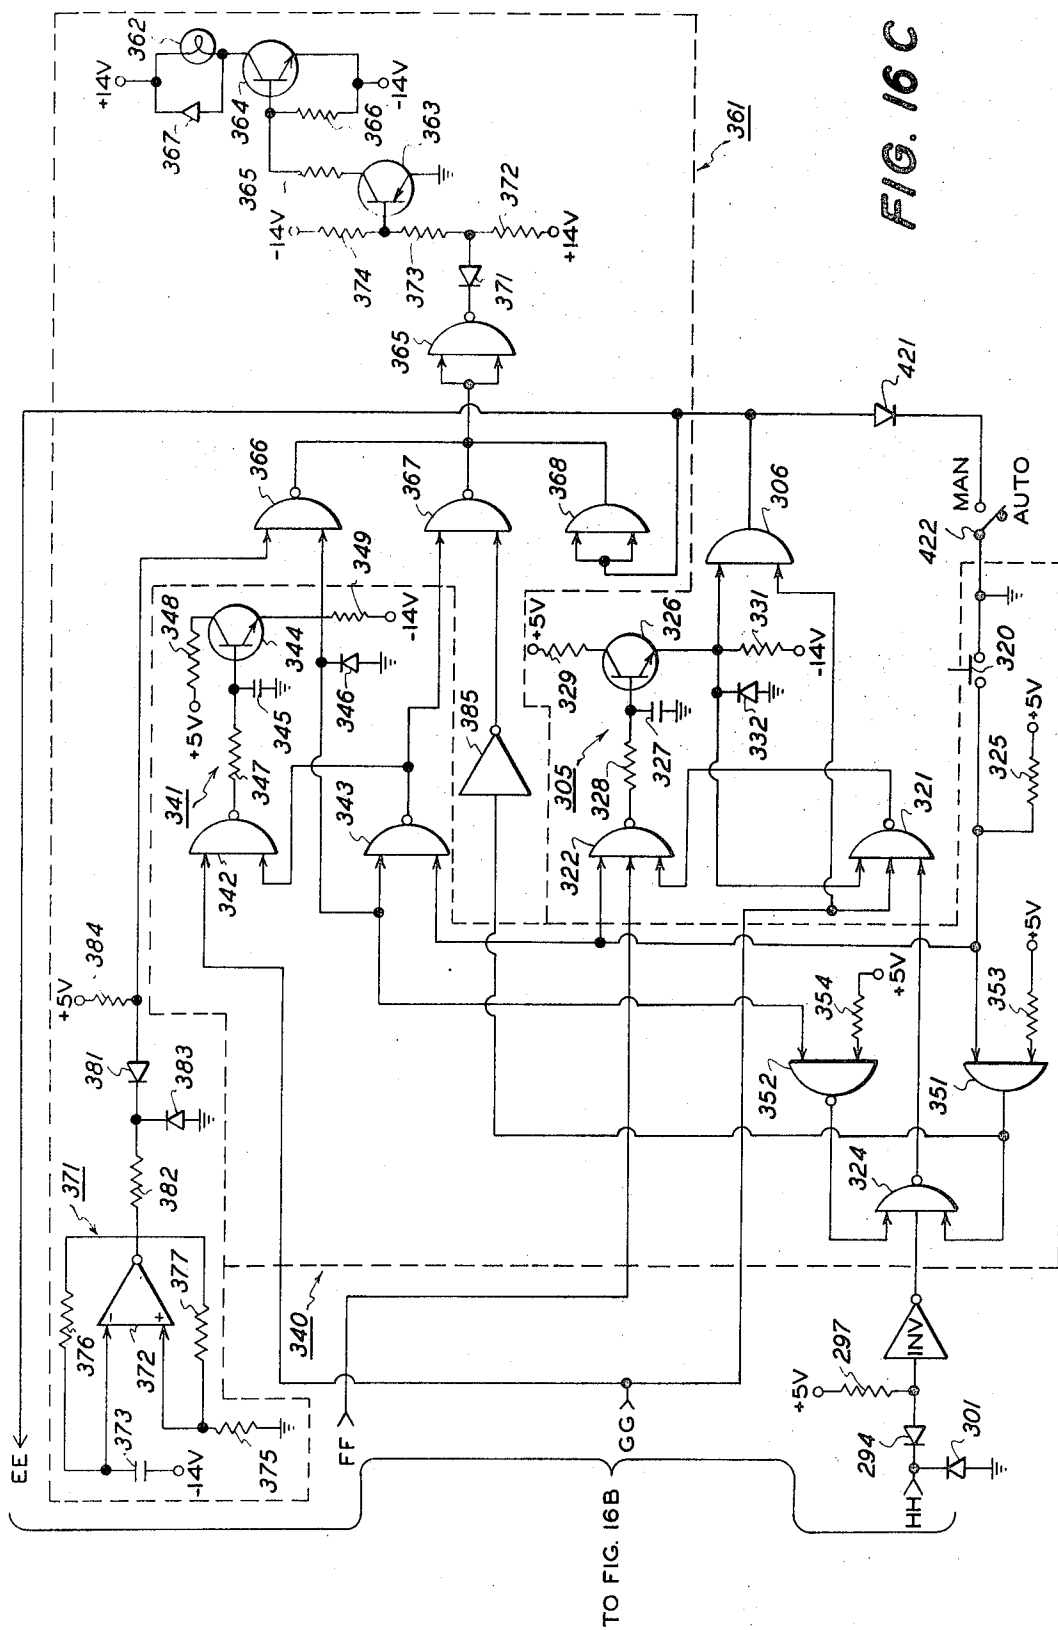 FIG. 16 C
+14V
362
367
364
-14V
366
363
365
-14V
374
373
372
+14V
371
365
361
EE
366
367
368
306
421
MAN
AUTO
422
+5V
384
381
383
382
371
376
372
377
373
-14V
375
340
341
342
347
345
+5V
348
344
349
-14V
346
343
385
305
322
328
327
+5V
329
326
331
-14V
332
321
320
325
+5V
352
354
+5V
353
+5V
351
324
FF
GG
HH
INV
297
+5V
294
301
TO FIG. 16B